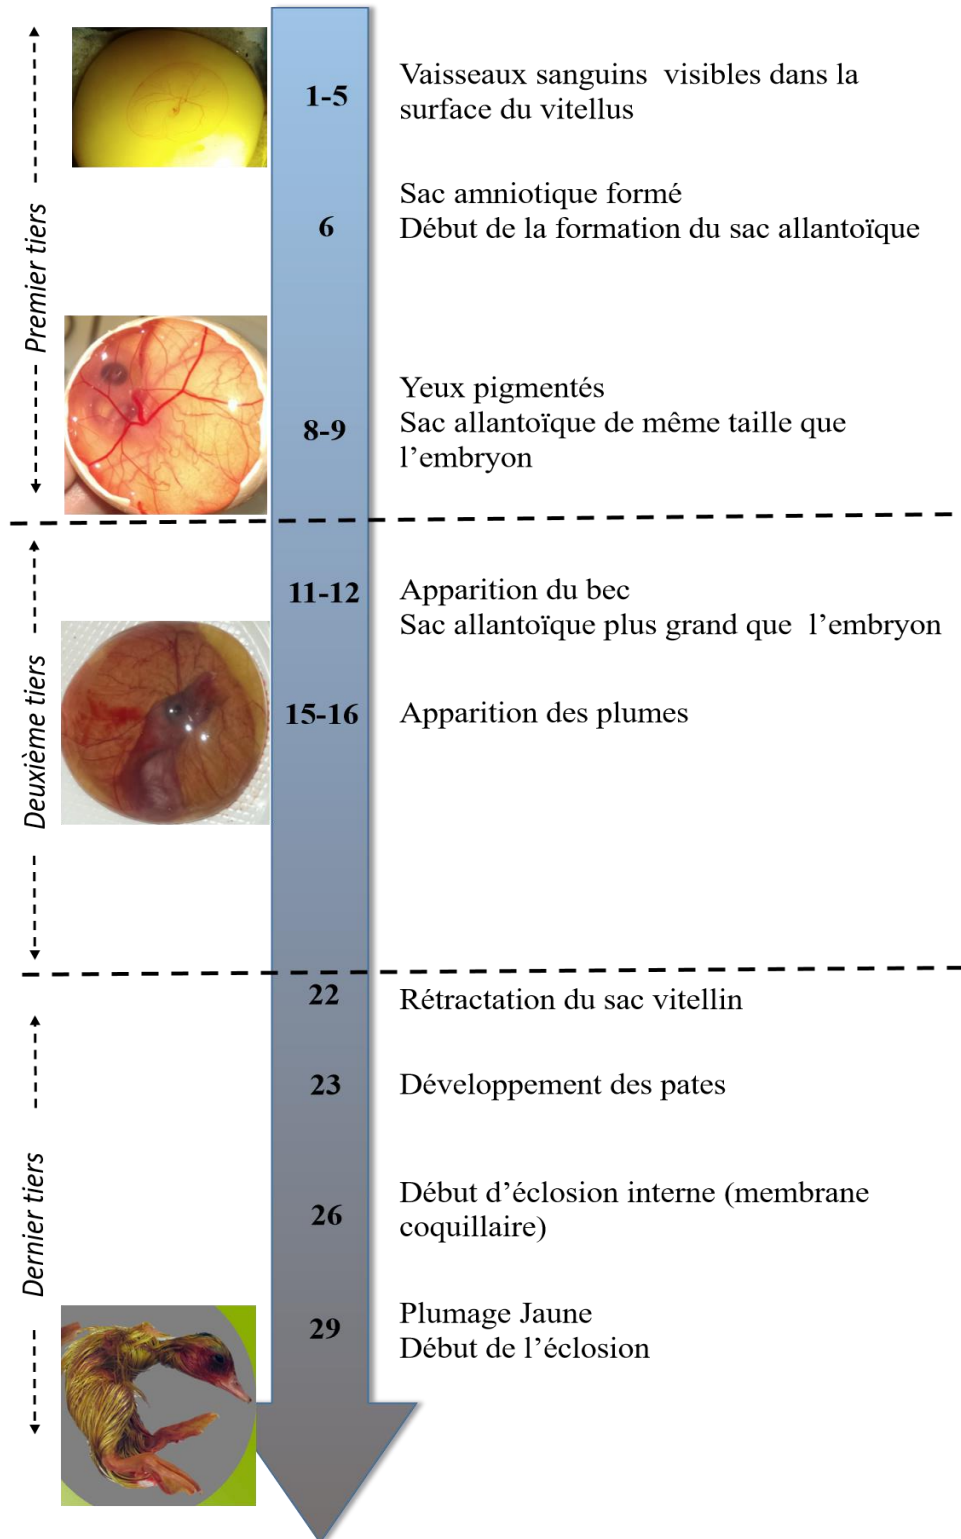 Premier tiers
1-5
Vaisseaux sanguins visibles dans la
surface du vitellus
6
Sac amniotique formé
Début de la formation du sac allantoïque
8-9
Yeux pigmentés
Sac allantoïque de même taille que
l’embryon
Deuxième tiers
11-12
Apparition du bec
Sac allantoïque plus grand que l’embryon
15-16
Apparition des plumes
Dernier tiers
22
Rétractation du sac vitellin
23
Développement des pates
26
Début d’éclosion interne (membrane
coquillaire)
29
Plumage Jaune
Début de l’éclosion